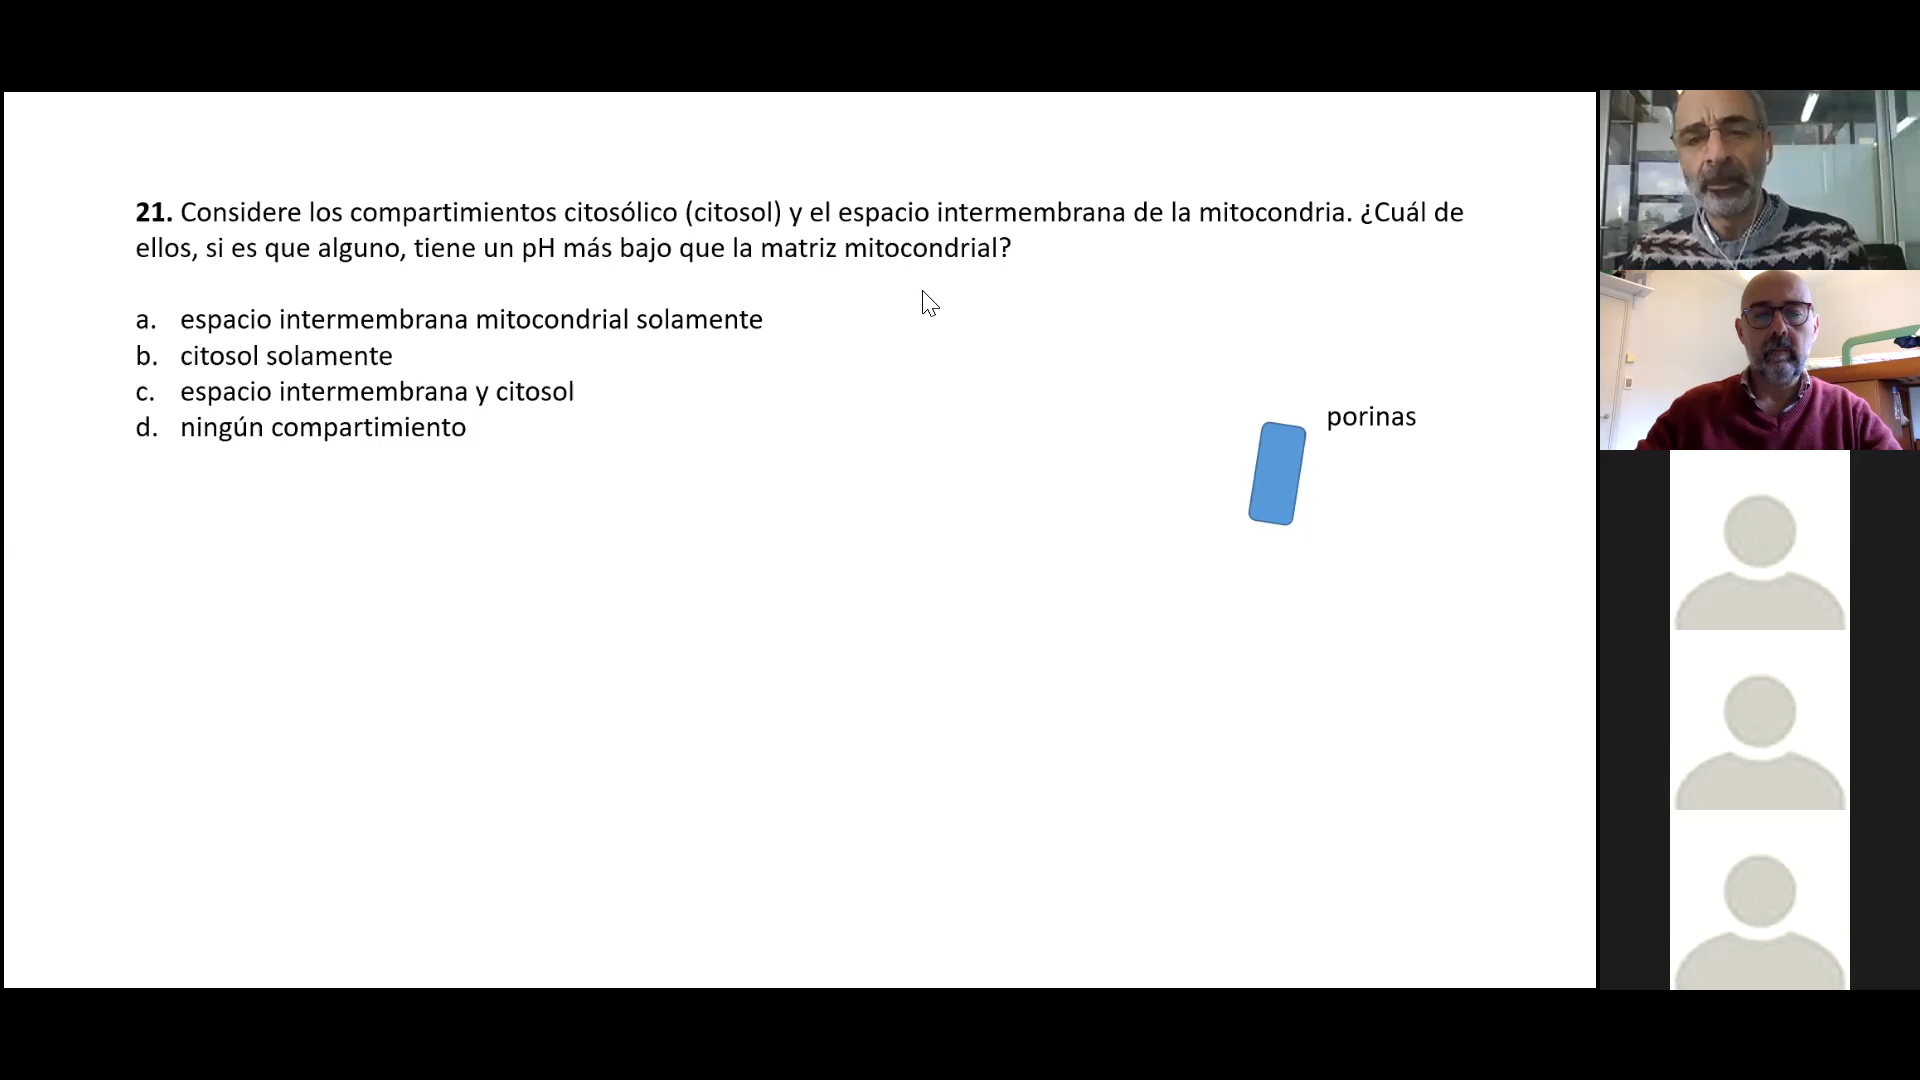 21. Considere los compartimientos citosólico (citosol) y el espacio intermembrana de la mitocondria. ¿Cuál de
ellos, si es que alguno, tiene un pH más bajo que la matriz mitocondrial?
a. espacio intermembrana mitocondrial solamente
b. citosol solamente
c. espacio intermembrana y citosol
d. ningún compartimiento
porinas